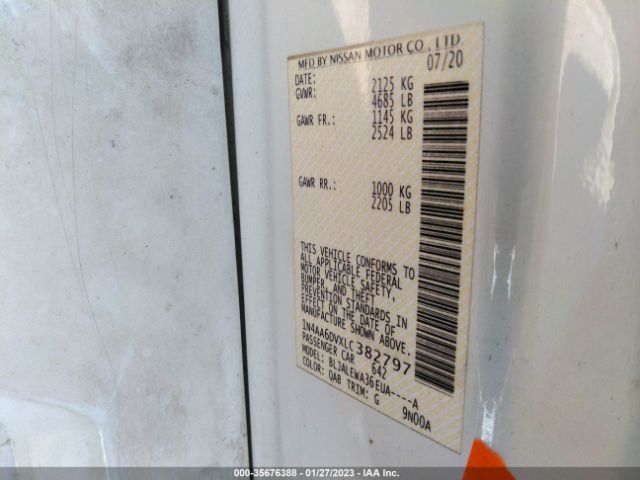 MFD BY NISSAN MOTOR CO., LTD.
DATE: 07/20
GVWR: 2125 KG
4685 LB
GAWR FR.: 1145 KG
2524 LB
GAWR RR.: 1000 KG
2205 LB
THIS VEHICLE CONFORMS TO
ALL APPLICABLE FEDERAL
MOTOR VEHICLE SAFETY,
BUMPER, AND THEFT
PREVENTION STANDARDS IN
EFFECT ON THE DATE OF
MANUFACTURE SHOWN ABOVE.
1N4AA6DVXLC382797
PASSENGER CAR 642
MODEL: BLJALEWA36EUA----A
COLOR: QAB TRIM: G 9N00A
000-35676388 - 01/27/2023 - IAA Inc.